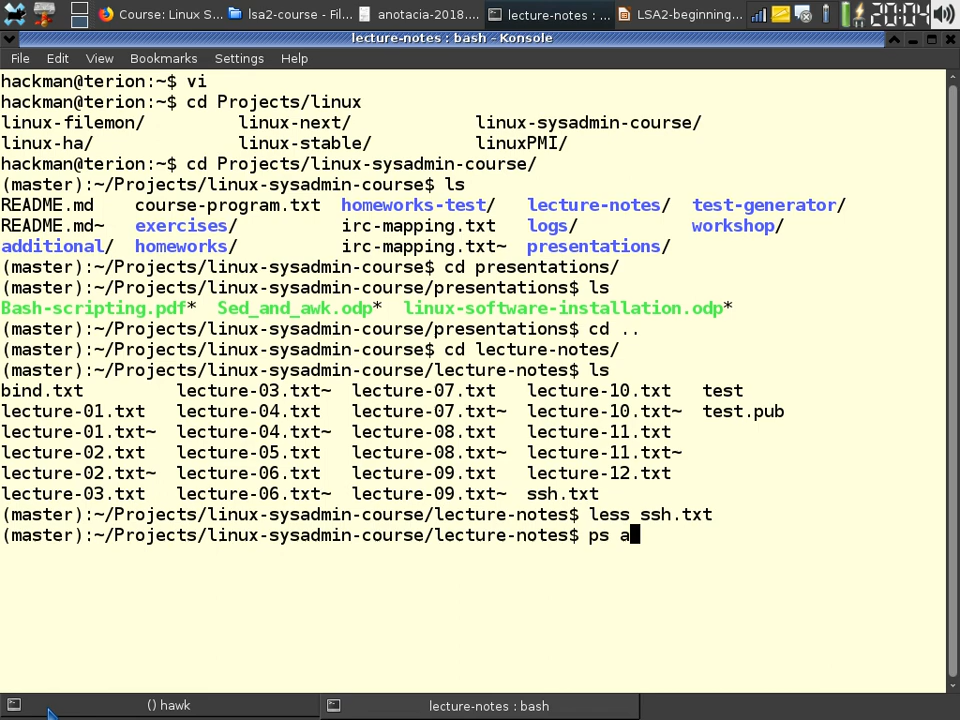 Course: Linux S... lsa2-course - Fil... anotacia-2018.... lecture-notes : ... LSA2-beginning... 20:04
lecture-notes : bash - Konsole
File Edit View Bookmarks Settings Help
hackman@terion:~$ vi
hackman@terion:~$ cd Projects/linux
linux-filemon/ linux-next/ linux-sysadmin-course/
linux-ha/ linux-stable/ linuxPMI/
hackman@terion:~$ cd Projects/linux-sysadmin-course/
(master):~/Projects/linux-sysadmin-course$ ls
README.md course-program.txt homeworks-test/ lecture-notes/ test-generator/
README.md~ exercises/ irc-mapping.txt logs/ workshop/
additional/ homeworks/ irc-mapping.txt~ presentations/
(master):~/Projects/linux-sysadmin-course$ cd presentations/
(master):~/Projects/linux-sysadmin-course/presentations$ ls
Bash-scripting.pdf* Sed_and_awk.odp* linux-software-installation.odp*
(master):~/Projects/linux-sysadmin-course/presentations$ cd ..
(master):~/Projects/linux-sysadmin-course$ cd lecture-notes/
(master):~/Projects/linux-sysadmin-course/lecture-notes$ ls
bind.txt lecture-03.txt~ lecture-07.txt lecture-10.txt test
lecture-01.txt lecture-04.txt lecture-07.txt~ lecture-10.txt~ test.pub
lecture-01.txt~ lecture-04.txt~ lecture-08.txt lecture-11.txt
lecture-02.txt lecture-05.txt lecture-08.txt~ lecture-11.txt~
lecture-02.txt~ lecture-06.txt lecture-09.txt lecture-12.txt
lecture-03.txt lecture-06.txt~ lecture-09.txt~ ssh.txt
(master):~/Projects/linux-sysadmin-course/lecture-notes$ less ssh.txt
(master):~/Projects/linux-sysadmin-course/lecture-notes$ ps a
() hawk lecture-notes : bash